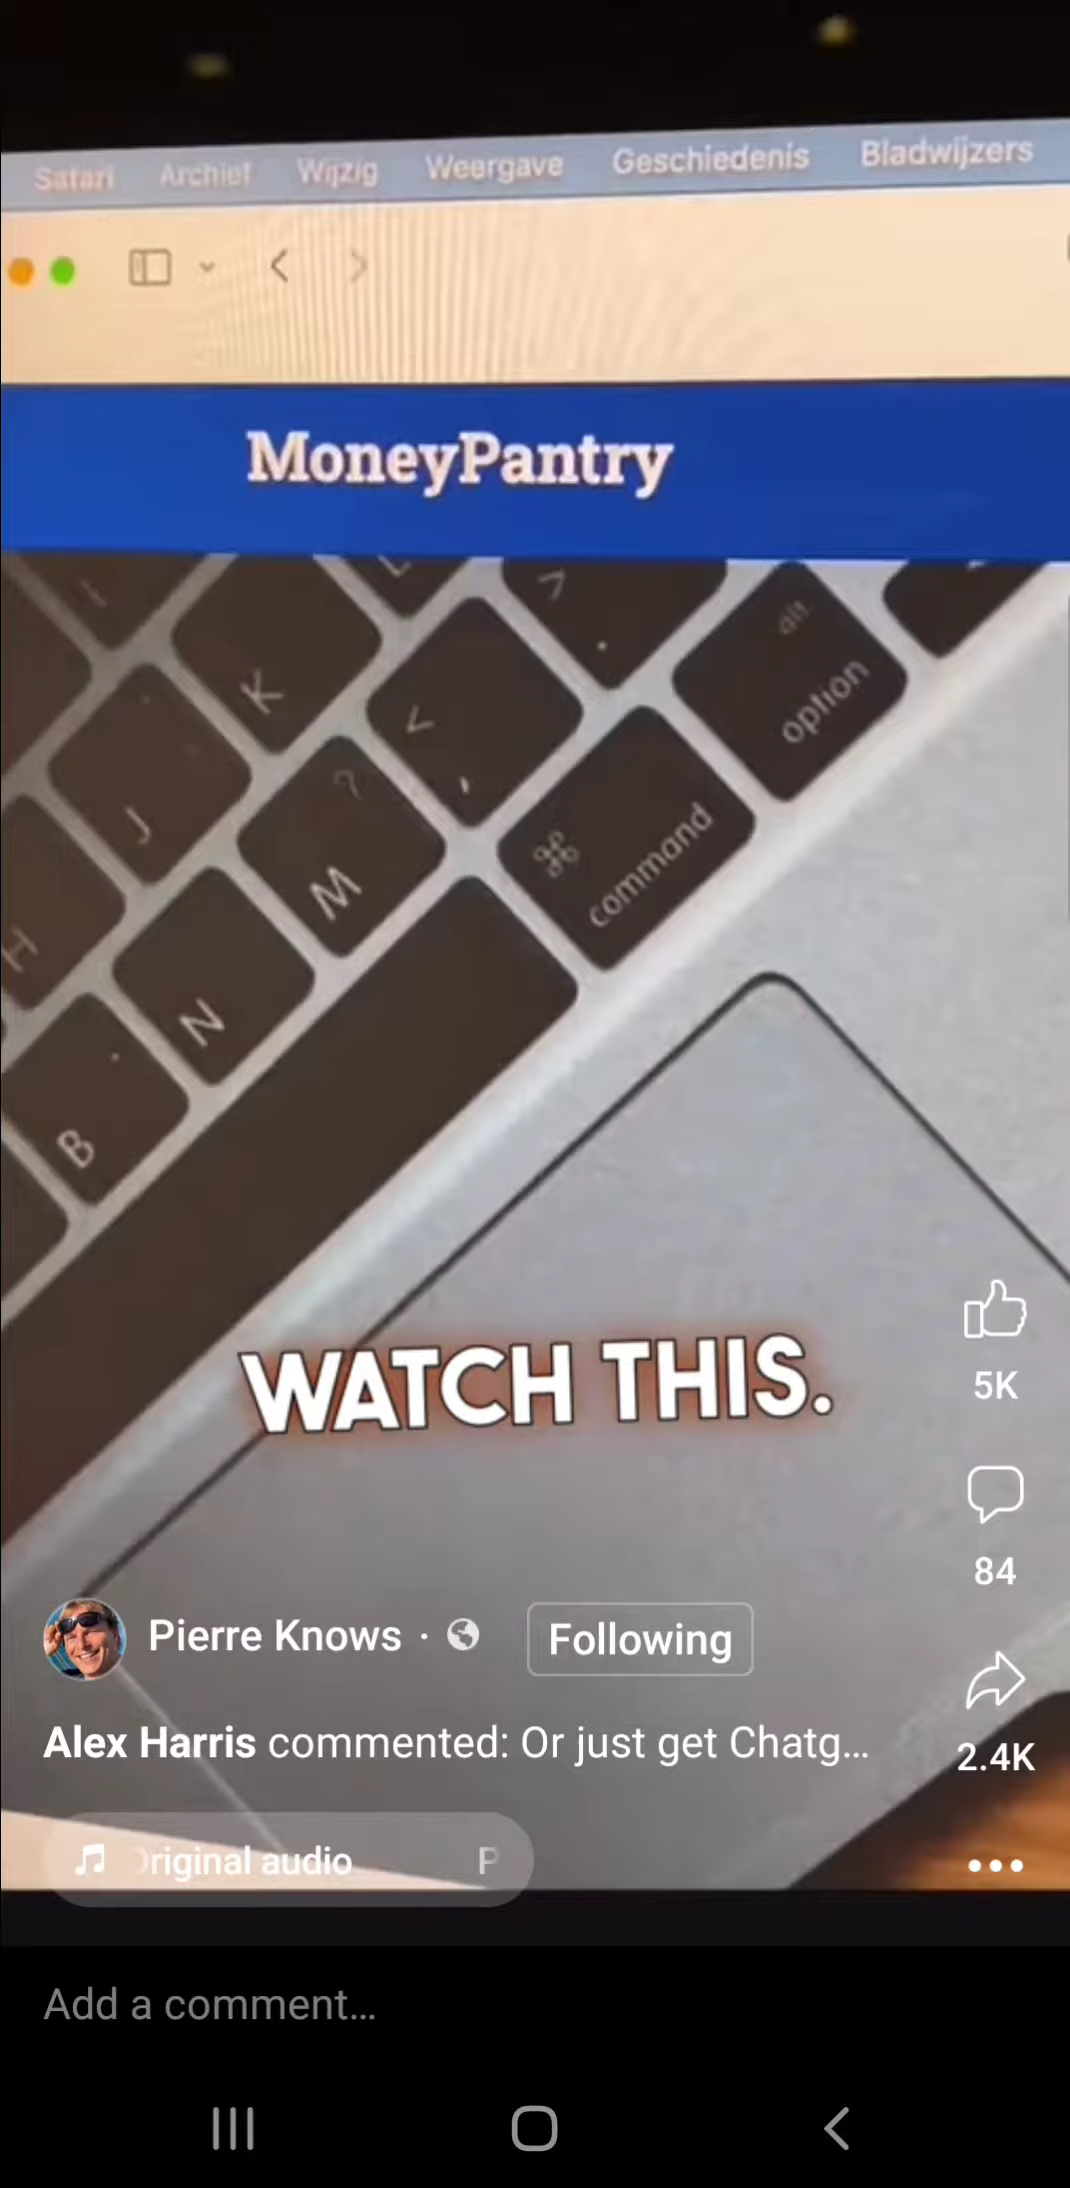 Safari Archief Wijzig Weergave Geschiedenis Bladwijzers
MoneyPantry
K
<
>
.
alt
option
J
?
,
⌘
command
M
H
N
B
WATCH THIS.
5K
84
Pierre Knows · Following
Alex Harris commented: Or just get Chatg...
2.4K
riginal audio P
Add a comment...